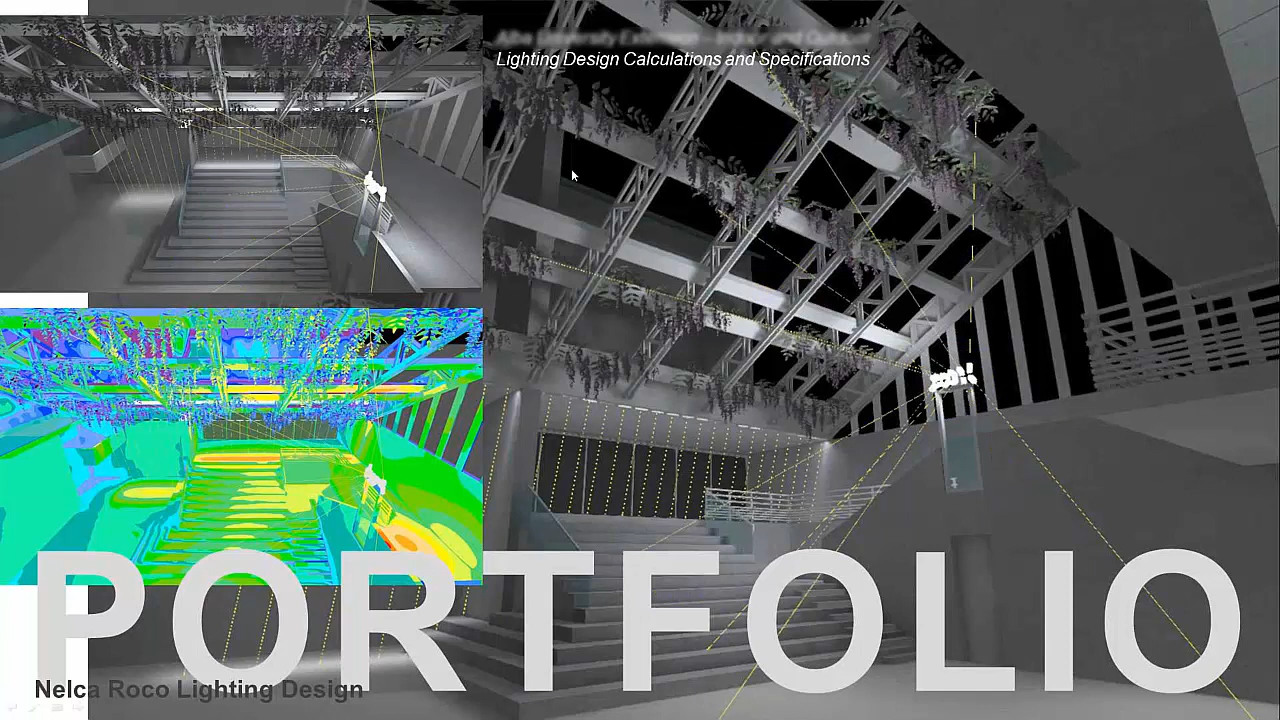 Lighting Design Calculations and Specifications
PORTFOLIO
Nelca Roco Lighting Design